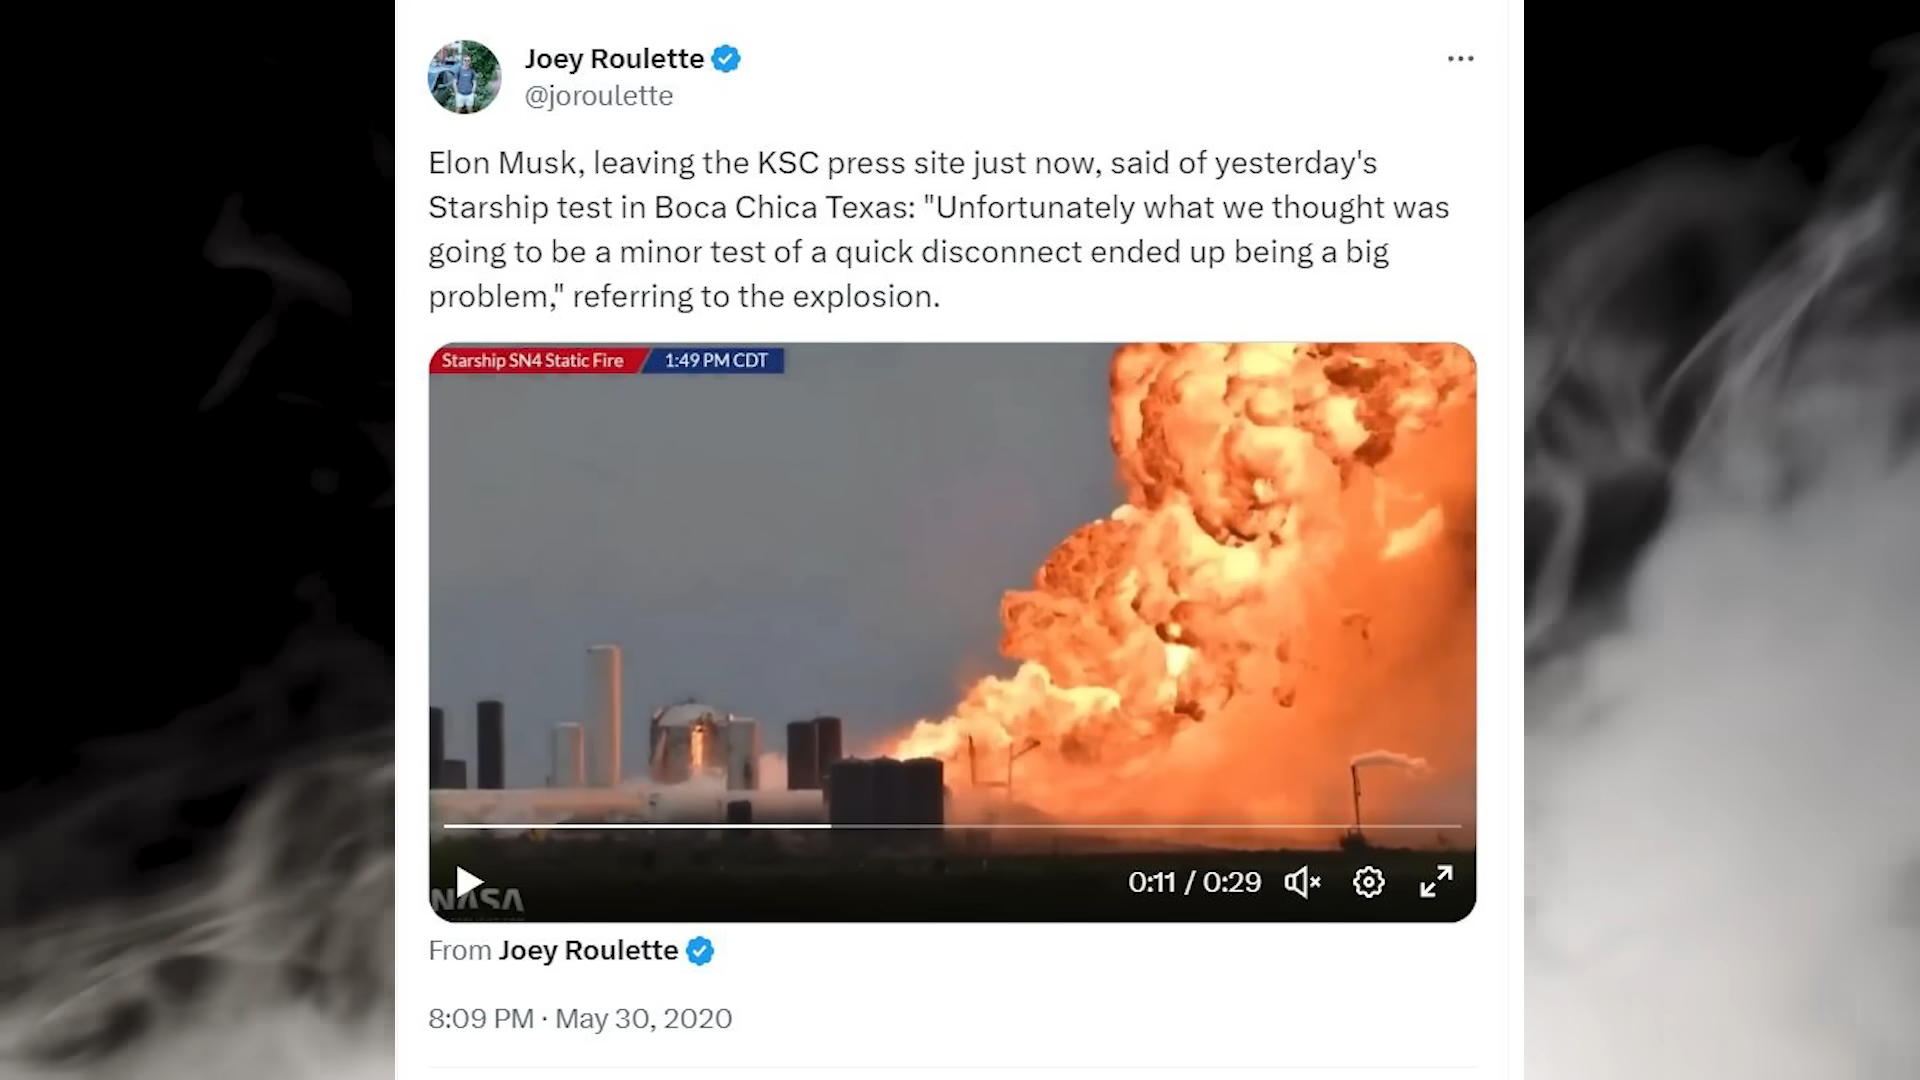 Joey Roulette
@joroulette
Elon Musk, leaving the KSC press site just now, said of yesterday's
Starship test in Boca Chica Texas: "Unfortunately what we thought was
going to be a minor test of a quick disconnect ended up being a big
problem," referring to the explosion.
Starship SN4 Static Fire
1:49 PM CDT
0:11 / 0:29
NASA
From Joey Roulette
8:09 PM · May 30, 2020